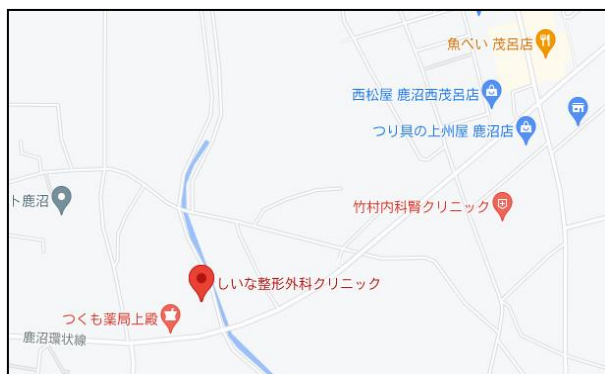 魚べい 茂呂店
西松屋 鹿沼西茂呂店
つり具の上州屋 鹿沼店
ト鹿沼
竹村内科腎クリニック
しいな整形外科クリニック
つくも薬局上殿
鹿沼環状線